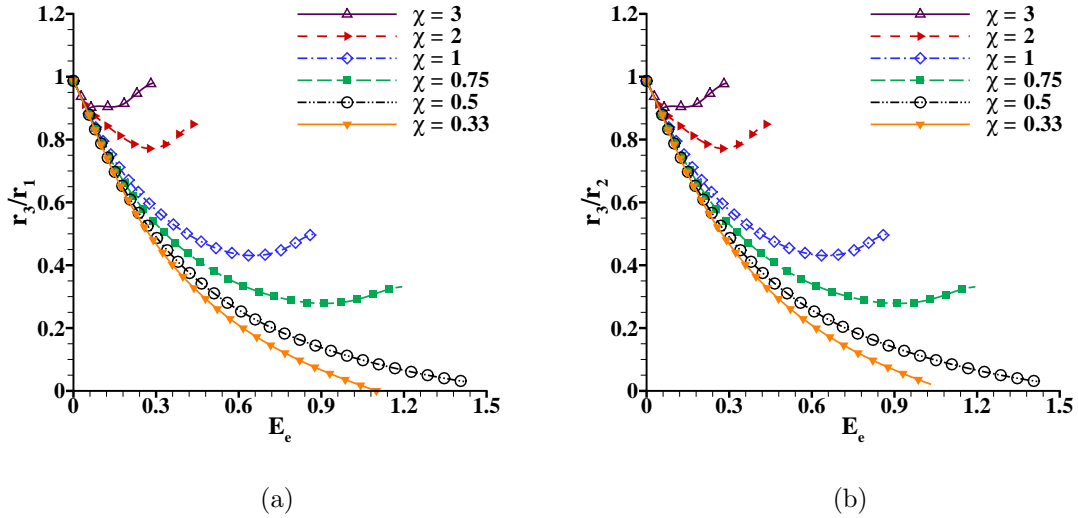 χ = 3
χ = 2
χ = 1
χ = 0.75
χ = 0.5
χ = 0.33
r3/r1
1.2
1
0.8
0.6
0.4
0.2
0
0 0.3 0.6 0.9 1.2 1.5
Ee
(a)
χ = 3
χ = 2
χ = 1
χ = 0.75
χ = 0.5
χ = 0.33
r3/r2
1.2
1
0.8
0.6
0.4
0.2
0
0 0.3 0.6 0.9 1.2 1.5
Ee
(b)